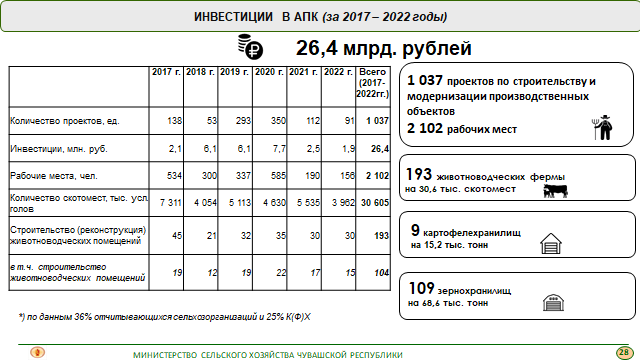 ИНВЕСТИЦИИ В АПК (за 2017 – 2022 годы)
26,4 млрд. рублей
2017 г. 2018 г. 2019 г. 2020 г. 2021 г. 2022 г. Всего (2017-2022гг.)
Количество проектов, ед. 138 53 293 350 112 91 1 037
Инвестиции, млн. руб. 2,1 6,1 6,1 7,7 2,5 1,9 26,4
Рабочие места, чел. 534 300 337 585 190 156 2 102
Количество скотомест, тыс. усл. голов 7 311 4 054 5 113 4 630 5 535 3 962 30 605
Строительство (реконструкция) животноводческих помещений 45 21 32 35 30 30 193
в т.ч. строительство животноводческих помещений 19 12 19 22 17 15 104
*) по данным 36% отчитывающихся сельхозорганизаций и 25% К(Ф)Х
1 037 проектов по строительству и
модернизации производственных
объектов
2 102 рабочих мест
193 животноводческих фермы
на 30,6 тыс. скотомест
9 картофелехранилищ
на 15,2 тыс. тонн
109 зернохранилищ
на 68,6 тыс. тонн
МИНИСТЕРСТВО СЕЛЬСКОГО ХОЗЯЙСТВА ЧУВАШСКОЙ РЕСПУБЛИКИ
28